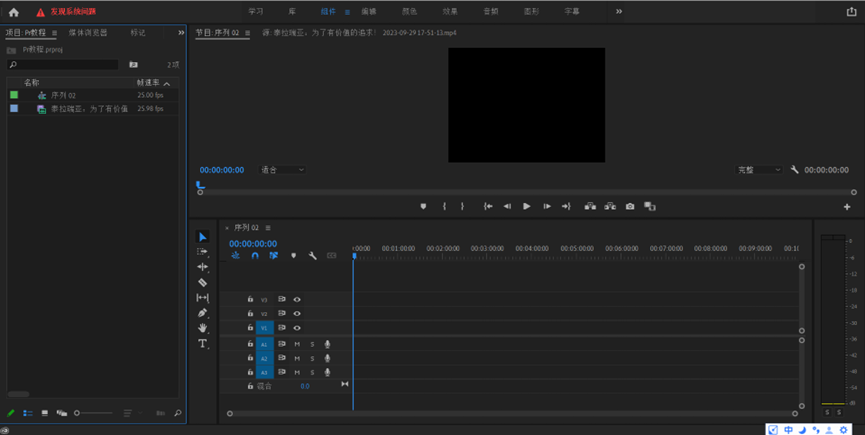 发现系统问题
学习 库 组件 编辑 颜色 效果 音频 图形 字幕
项目: Pr教程 媒体浏览器 标记
Pr教程.prproj
2项
名称 帧速率
序列 02 25.00 fps
泰拉瑞亚，为了有价值 25.98 fps
节目: 序列 02 源: 泰拉瑞亚，为了有价值的追求！ 2023-09-29 17-51-13.mp4
00:00:00:00 适合 完整 00:00:00:00
× 序列 02
00:00:00:00
:00:00 00:01:00:00 00:02:00:00 00:03:00:00 00:04:00:00 00:05:00:00 00:06:00:00 00:07:00:00 00:08:00:00 00:09:00:00 00:10
V3
V2
V1
A1 M S
A2 M S
A3 M S
混合 0.0
0
-6
-12
-18
-24
-30
-36
-42
-48
-54
dB
S S
中